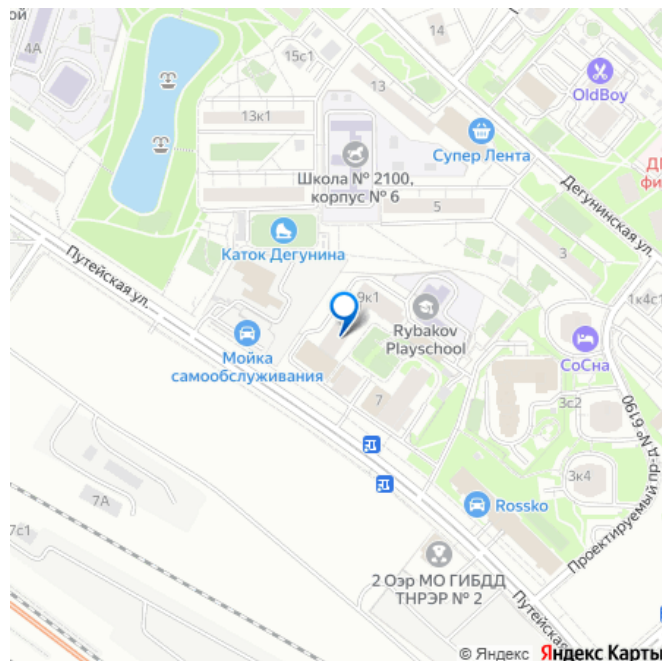 ой
4А
15с1
14
13
OldBoy
13к1
Супер Лента
Школа № 2100,
корпус № 6
Д
фи
5
Дегунинская ул.
Каток Дегунина
3
Путейская ул.
9к1
1к4с1
Rybakov
Playschool
Мойка
самообслуживания
СоСна
7
3с2
Проектируемый пр-д № 6190
3к4
7А
Rossko
7с1
2 Оэр МО ГИБДД
ТНРЭР № 2
Путейская
© Яндекс Яндекс Карты